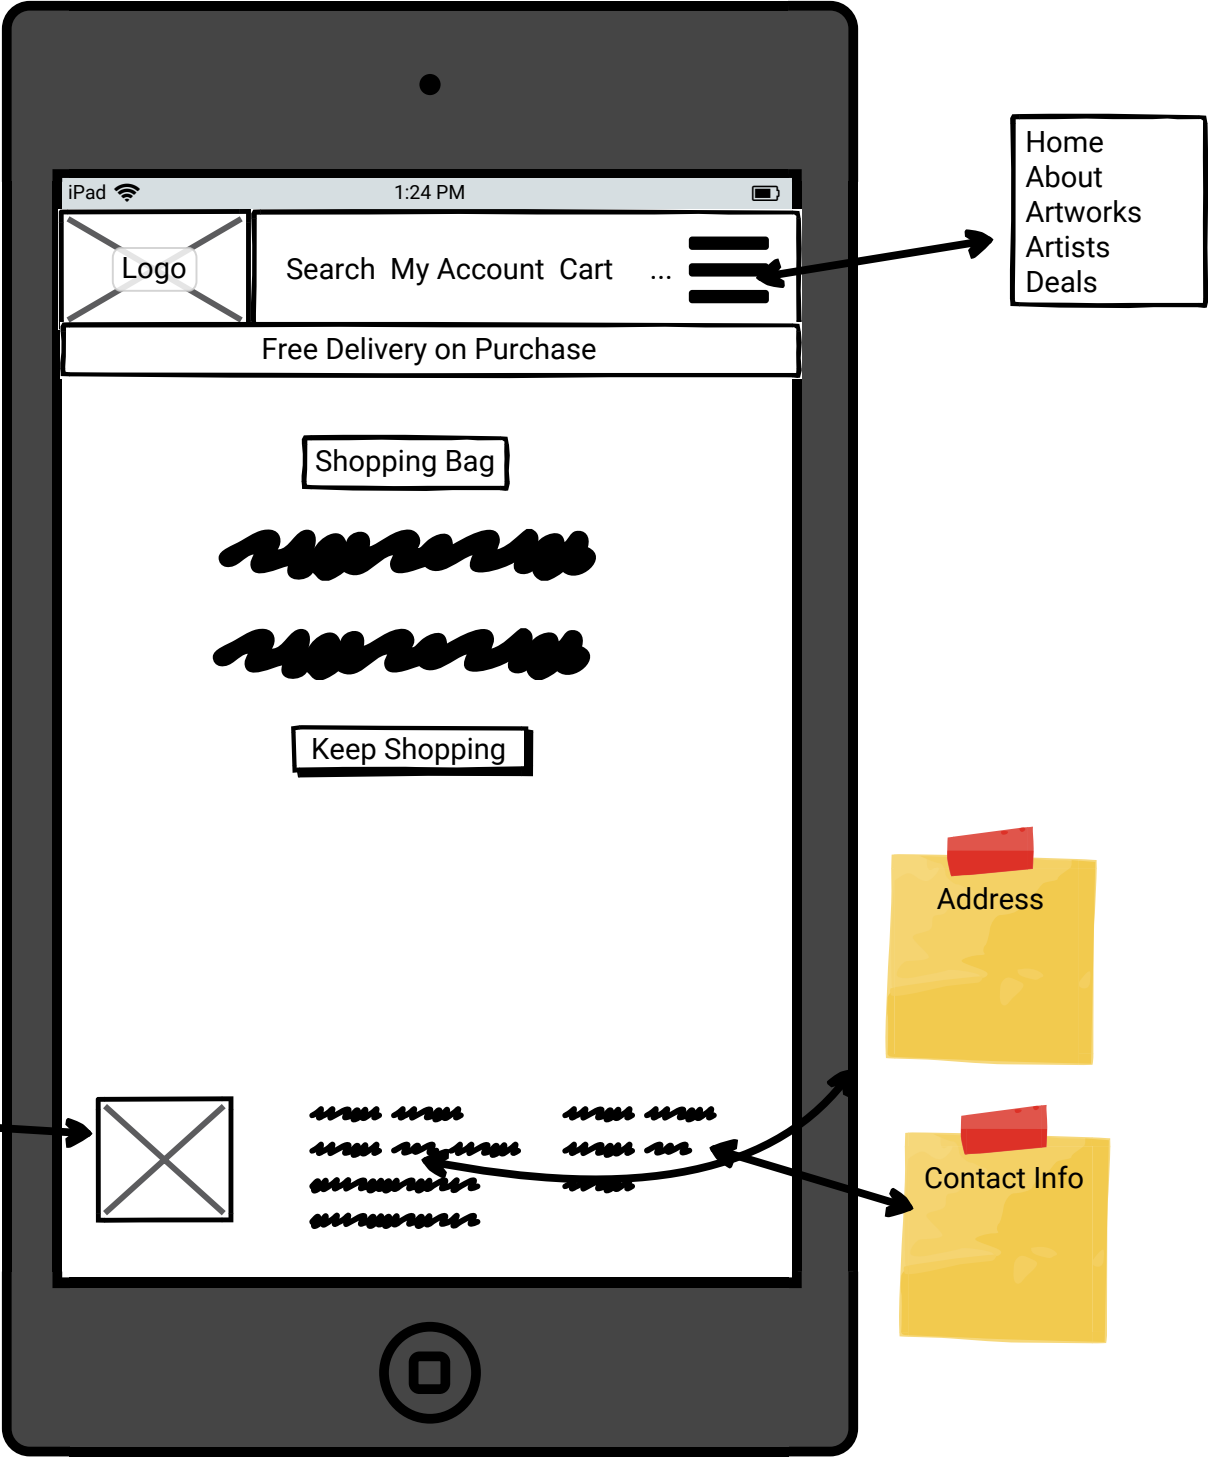 iPad 1:24 PM
Logo
Search My Account Cart ...
Free Delivery on Purchase
Shopping Bag
Keep Shopping
Home
About
Artworks
Artists
Deals
Address
Contact Info